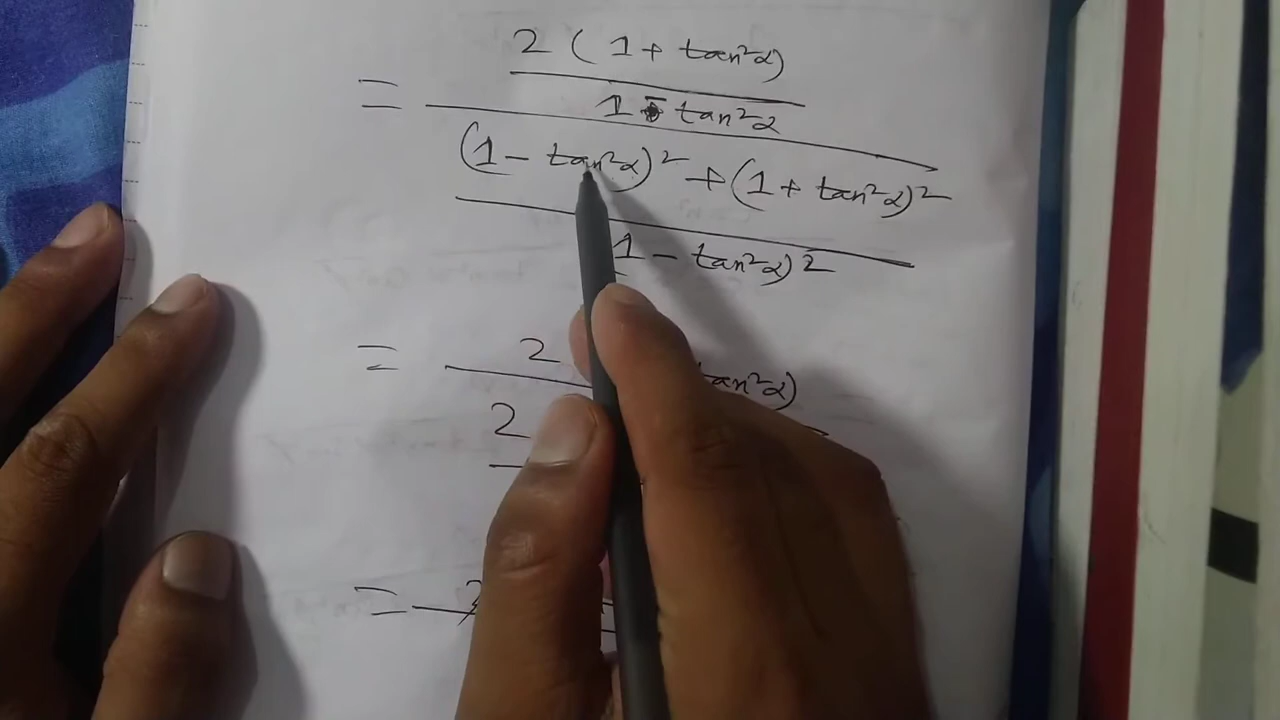 2 ( 1 + tan²α)
=
1 - tan²α
(1 - tan²α)² + (1 + tan²α)²
1 - tan²α)²
= 2 tan²α)
2
=